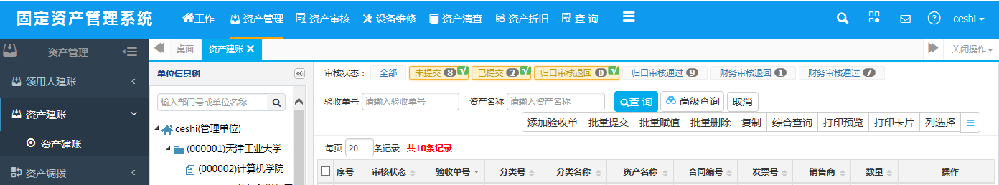 固定资产管理系统 工作 资产管理 资产审核 设备维修 资产清查 资产折旧 查 询 ceshi
资产管理 桌面 资产建账 关闭操作
领用人建账
资产建账
资产建账
资产调拨
单位信息树
输入部门号或单位名称
ceshi(管理单位)
(000001)天津工业大学
(000002)计算机学院
审核状态： 全部 未提交 8 已提交 2 归口审核退回 0 归口审核通过 9 财务审核退回 1 财务审核通过 7
验收单号 请输入验收单号 资产名称 请输入资产名称 查 询 高级查询 取消
添加验收单 批量提交 批量赋值 批量删除 复制 综合查询 打印预览 打印卡片 列选择
每页 20 条记录 共10条记录
序号 审核状态 验收单号 分类号 分类名称 资产名称 合同编号 发票号 销售商 数量 操作